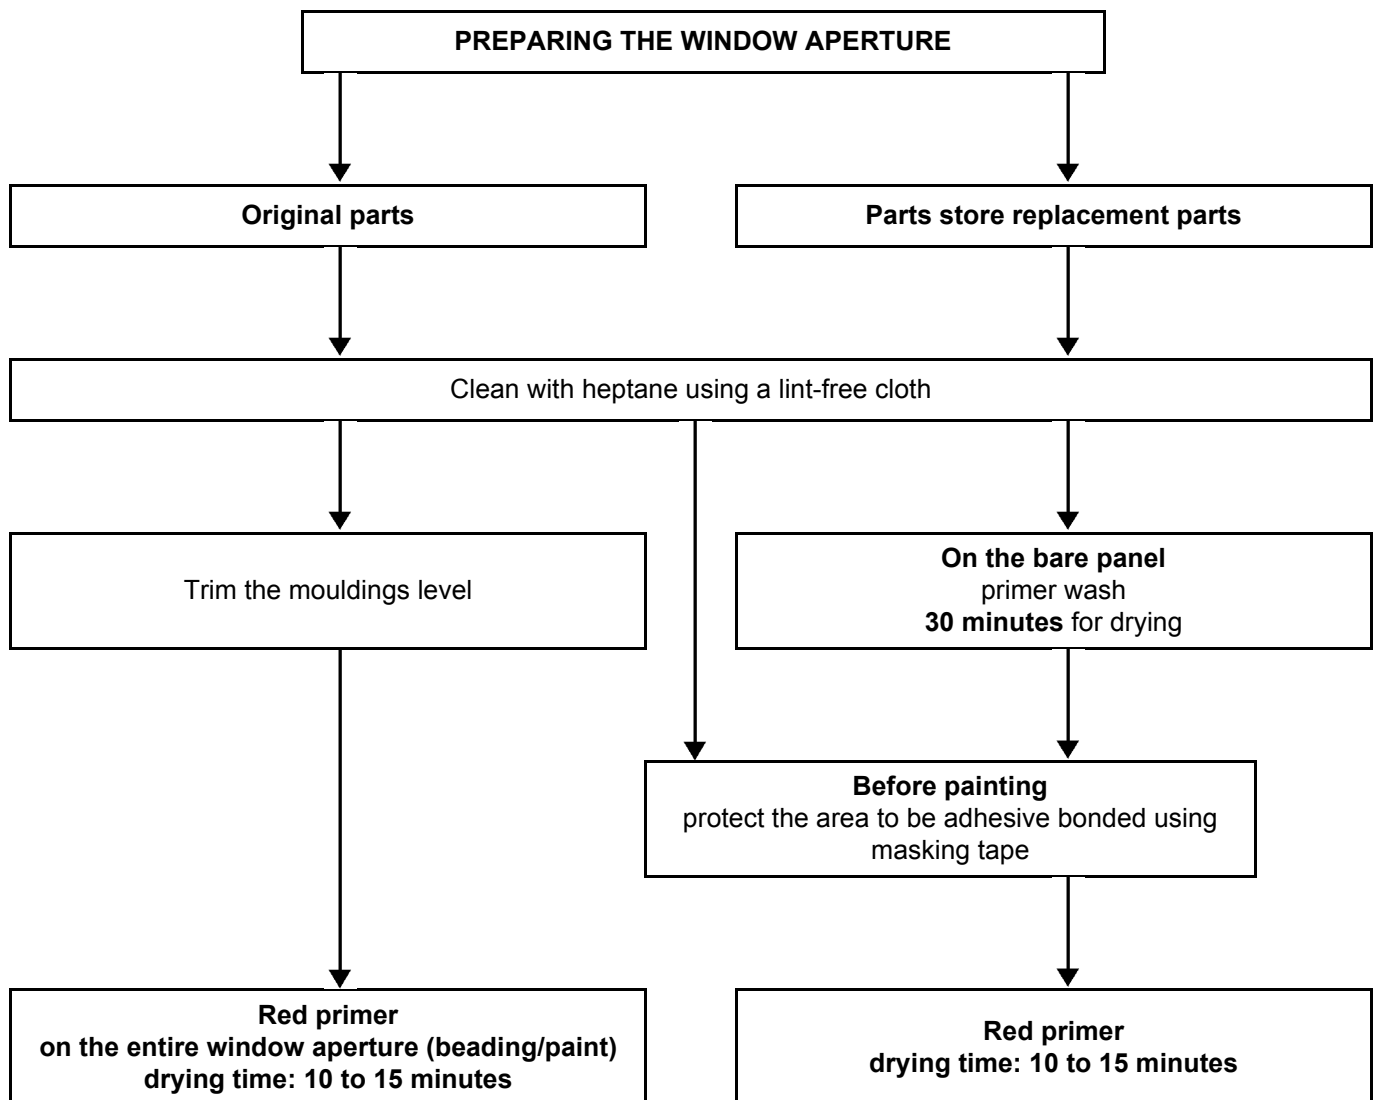 PREPARING THE WINDOW APERTURE
Original parts
Parts store replacement parts
Clean with heptane using a lint-free cloth
Trim the mouldings level
On the bare panel
primer wash
30 minutes for drying
Before painting
protect the area to be adhesive bonded using
masking tape
Red primer
on the entire window aperture (beading/paint)
drying time: 10 to 15 minutes
Red primer
drying time: 10 to 15 minutes